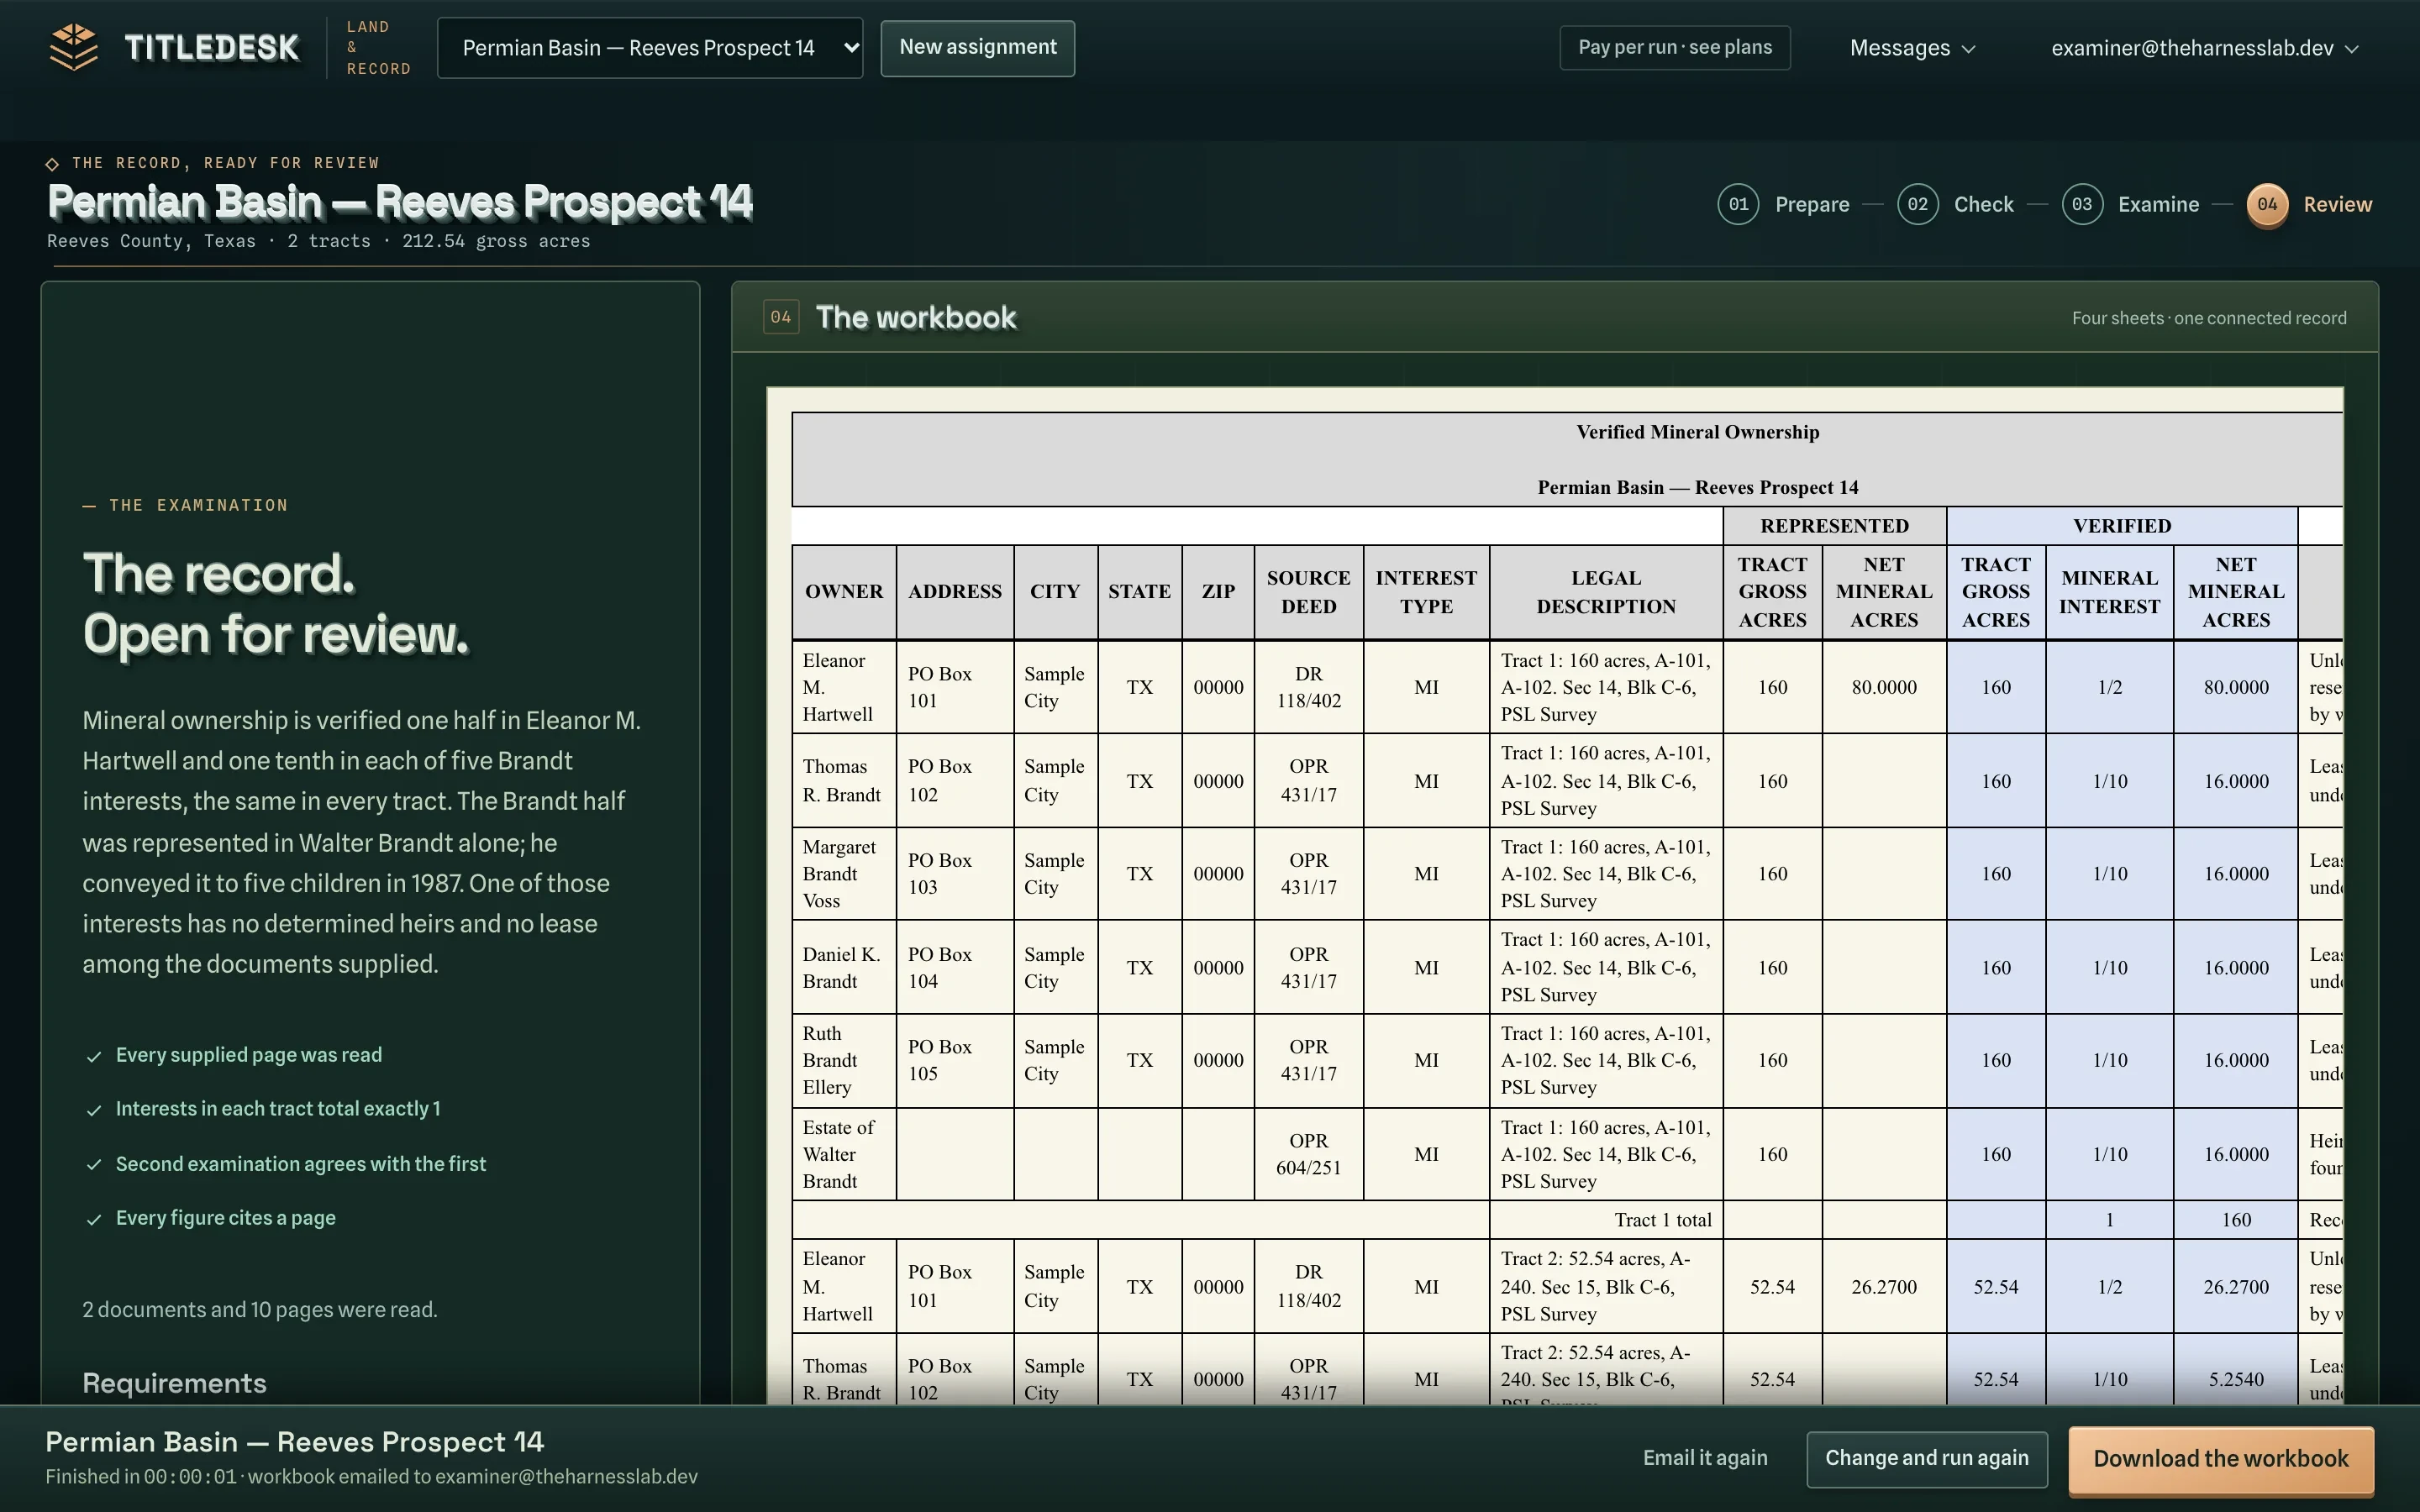 TITLEDESK
LAND
&
RECORD
Permian Basin — Reeves Prospect 14
New assignment
Pay per run · see plans
Messages
examiner@theharnesslab.dev
THE RECORD, READY FOR REVIEW
Permian Basin — Reeves Prospect 14
Reeves County, Texas · 2 tracts · 212.54 gross acres
01 Prepare — 02 Check — 03 Examine — 04 Review
— THE EXAMINATION
The record.
Open for review.
Mineral ownership is verified one half in Eleanor M.
Hartwell and one tenth in each of five Brandt
interests, the same in every tract. The Brandt half
was represented in Walter Brandt alone; he
conveyed it to five children in 1987. One of those
interests has no determined heirs and no lease
among the documents supplied.
Every supplied page was read
Interests in each tract total exactly 1
Second examination agrees with the first
Every figure cites a page
2 documents and 10 pages were read.
Requirements
04 The workbook
Four sheets · one connected record
Verified Mineral Ownership
Permian Basin — Reeves Prospect 14
REPRESENTED VERIFIED
OWNER ADDRESS CITY STATE ZIP SOURCE DEED INTEREST TYPE LEGAL DESCRIPTION TRACT GROSS ACRES NET MINERAL ACRES TRACT GROSS ACRES MINERAL INTEREST NET MINERAL ACRES
Eleanor M. Hartwell PO Box 101 Sample City TX 00000 DR 118/402 MI Tract 1: 160 acres, A-101, A-102. Sec 14, Blk C-6, PSL Survey 160 80.0000 160 1/2 80.0000
Thomas R. Brandt PO Box 102 Sample City TX 00000 OPR 431/17 MI Tract 1: 160 acres, A-101, A-102. Sec 14, Blk C-6, PSL Survey 160 160 1/10 16.0000
Margaret Brandt Voss PO Box 103 Sample City TX 00000 OPR 431/17 MI Tract 1: 160 acres, A-101, A-102. Sec 14, Blk C-6, PSL Survey 160 160 1/10 16.0000
Daniel K. Brandt PO Box 104 Sample City TX 00000 OPR 431/17 MI Tract 1: 160 acres, A-101, A-102. Sec 14, Blk C-6, PSL Survey 160 160 1/10 16.0000
Ruth Brandt Ellery PO Box 105 Sample City TX 00000 OPR 431/17 MI Tract 1: 160 acres, A-101, A-102. Sec 14, Blk C-6, PSL Survey 160 160 1/10 16.0000
Estate of Walter Brandt OPR 604/251 MI Tract 1: 160 acres, A-101, A-102. Sec 14, Blk C-6, PSL Survey 160 160 1/10 16.0000
Tract 1 total 1 160
Eleanor M. Hartwell PO Box 101 Sample City TX 00000 DR 118/402 MI Tract 2: 52.54 acres, A-240. Sec 15, Blk C-6, PSL Survey 52.54 26.2700 52.54 1/2 26.2700
Thomas R. Brandt PO Box 102 Sample City TX 00000 OPR 431/17 MI Tract 2: 52.54 acres, A-240. Sec 15, Blk C-6, 52.54 52.54 1/10 5.2540
Permian Basin — Reeves Prospect 14
Finished in 00:00:01 · workbook emailed to examiner@theharnesslab.dev
Email it again
Change and run again
Download the workbook